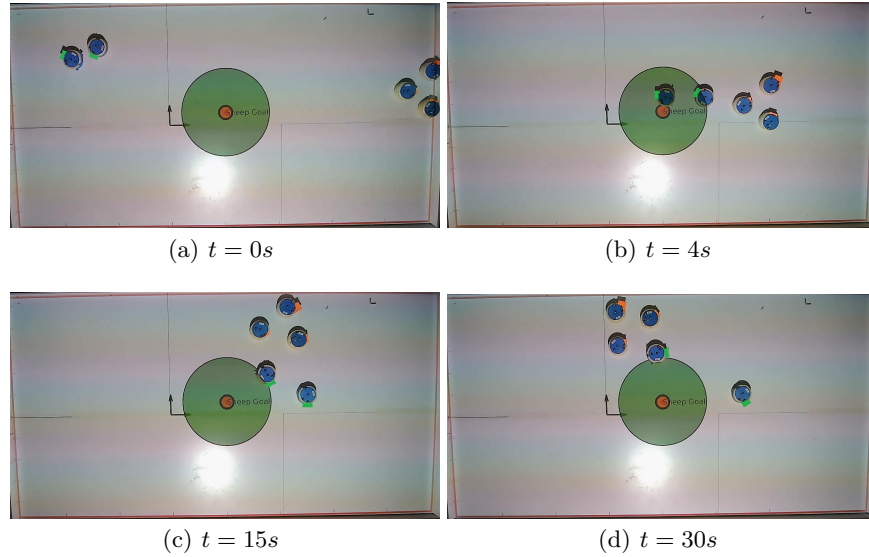 Sheep Goal
(a) t = 0s
Sheep Goal
(b) t = 4s
Sheep Goal
(c) t = 15s
Sheep Goal
(d) t = 30s